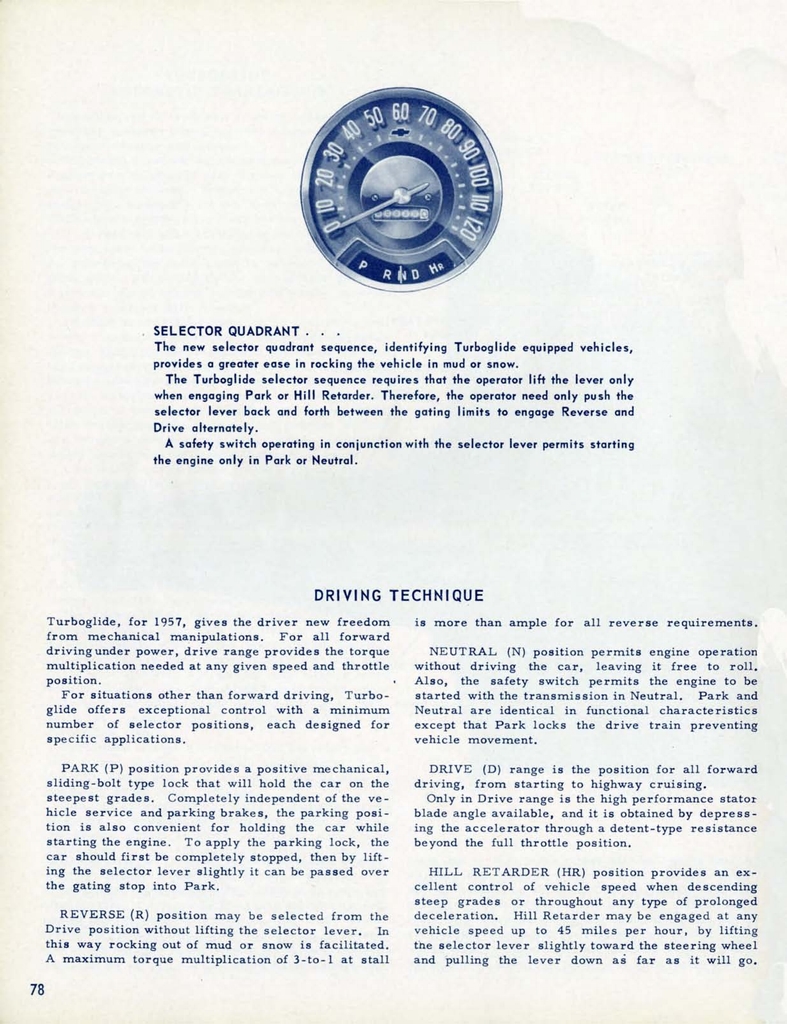 0 10 20 30 40 50 60 70 80 90 100 110 120
P R N D HR
SELECTOR QUADRANT . . .
The new selector quadrant sequence, identifying Turboglide equipped vehicles,
provides a greater ease in rocking the vehicle in mud or snow.
The Turboglide selector sequence requires that the operator lift the lever only
when engaging Park or Hill Retarder. Therefore, the operator need only push the
selector lever back and forth between the gating limits to engage Reverse and
Drive alternately.
A safety switch operating in conjunction with the selector lever permits starting
the engine only in Park or Neutral.
DRIVING TECHNIQUE
Turboglide, for 1957, gives the driver new freedom
from mechanical manipulations. For all forward
driving under power, drive range provides the torque
multiplication needed at any given speed and throttle
position.
For situations other than forward driving, Turbo-
glide offers exceptional control with a minimum
number of selector positions, each designed for
specific applications.
PARK (P) position provides a positive mechanical,
sliding-bolt type lock that will hold the car on the
steepest grades. Completely independent of the ve-
hicle service and parking brakes, the parking posi-
tion is also convenient for holding the car while
starting the engine. To apply the parking lock, the
car should first be completely stopped, then by lift-
ing the selector lever slightly it can be passed over
the gating stop into Park.
REVERSE (R) position may be selected from the
Drive position without lifting the selector lever. In
this way rocking out of mud or snow is facilitated.
A maximum torque multiplication of 3-to-1 at stall
is more than ample for all reverse requirements.
NEUTRAL (N) position permits engine operation
without driving the car, leaving it free to roll.
Also, the safety switch permits the engine to be
started with the transmission in Neutral. Park and
Neutral are identical in functional characteristics
except that Park locks the drive train preventing
vehicle movement.
DRIVE (D) range is the position for all forward
driving, from starting to highway cruising.
Only in Drive range is the high performance stator
blade angle available, and it is obtained by depress-
ing the accelerator through a detent-type resistance
beyond the full throttle position.
HILL RETARDER (HR) position provides an ex-
cellent control of vehicle speed when descending
steep grades or throughout any type of prolonged
deceleration. Hill Retarder may be engaged at any
vehicle speed up to 45 miles per hour, by lifting
the selector lever slightly toward the steering wheel
and pulling the lever down as far as it will go.
78